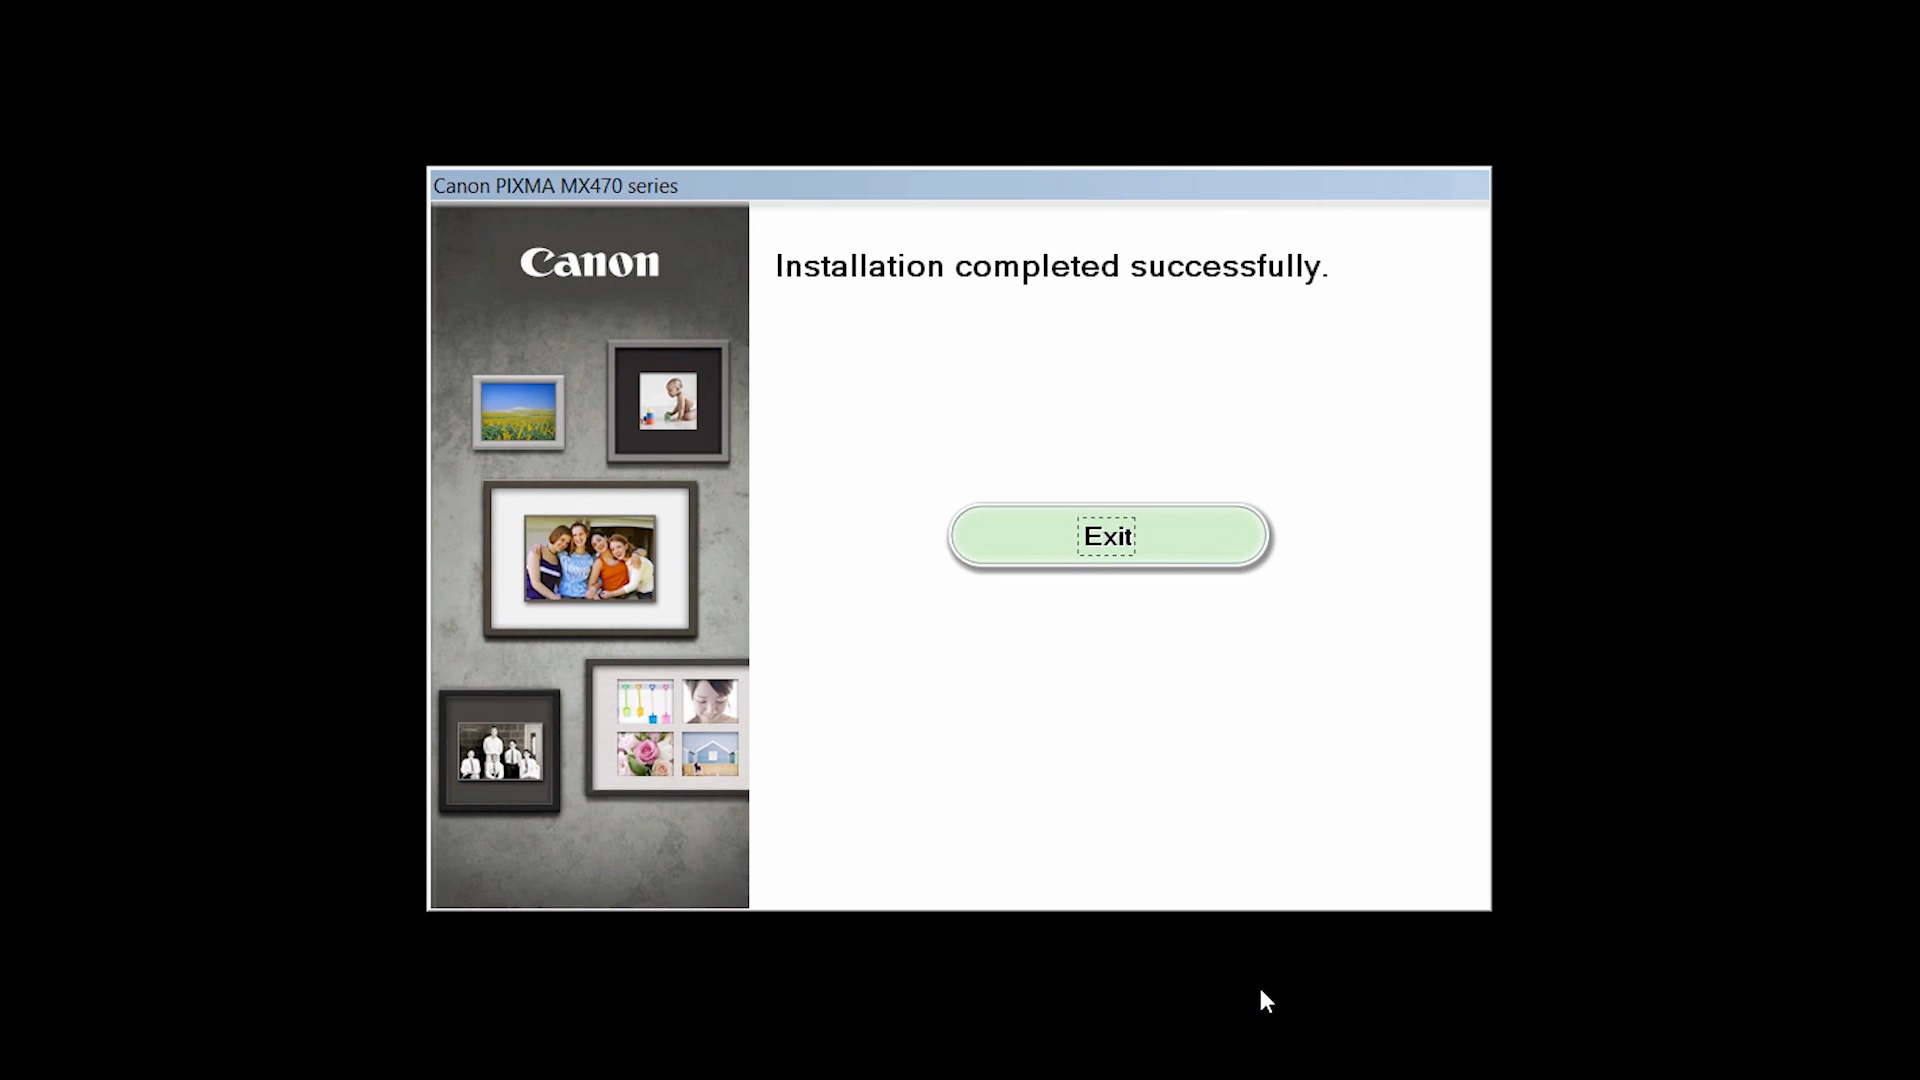 Canon PIXMA MX470 series
Canon
Installation completed successfully.
Exit